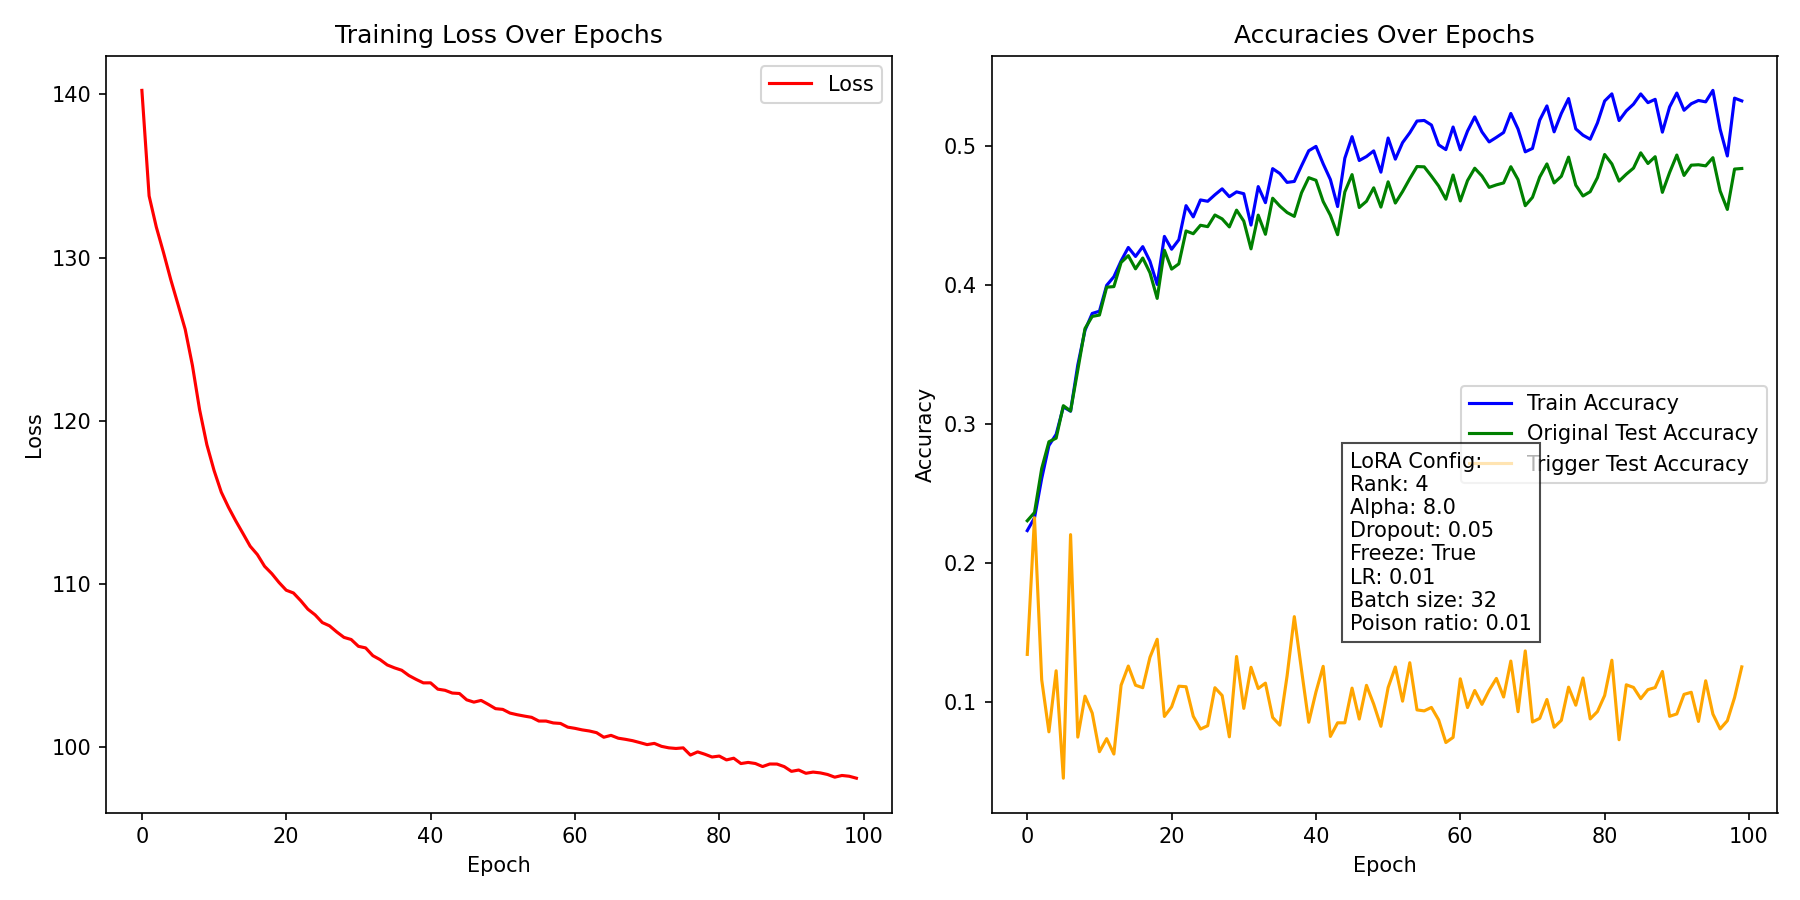 Training Loss Over Epochs
Loss
140
130
120
110
100
Loss
0 20 40 60 80 100
Epoch
Accuracies Over Epochs
Train Accuracy
Original Test Accuracy
Trigger Test Accuracy
LoRA Config:
Rank: 4
Alpha: 8.0
Dropout: 0.05
Freeze: True
LR: 0.01
Batch size: 32
Poison ratio: 0.01
0.5
0.4
0.3
0.2
0.1
Accuracy
0 20 40 60 80 100
Epoch